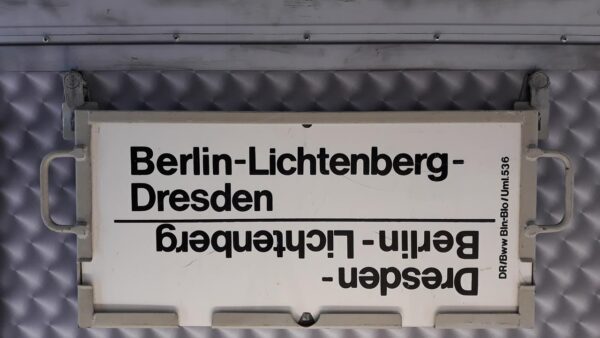 Berlin-Lichtenberg-
Dresden
Dresden-
Berlin-Lichtenberg
DR/Bww Bln-Blo/Uml.536